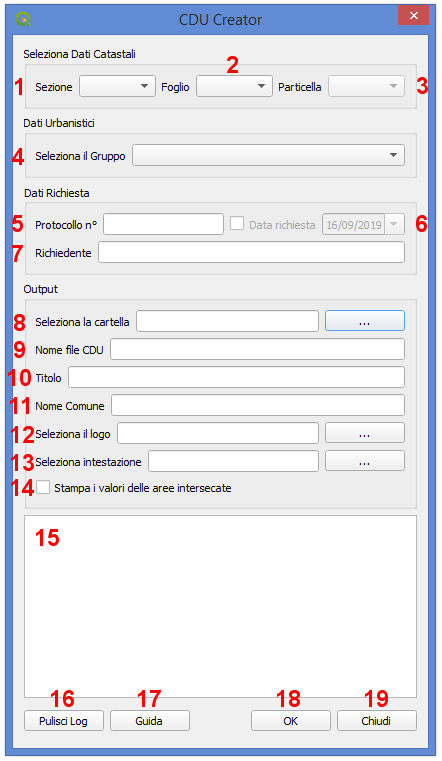 CDU Creator
Seleziona Dati Catastali
1 Sezione 2 Foglio Particella 3
Dati Urbanistici
4 Seleziona il Gruppo
Dati Richiesta
5 Protocollo n° Data richiesta 16/09/2019 6
7 Richiedente
Output
8 Seleziona la cartella ...
9 Nome file CDU
10 Titolo
11 Nome Comune
12 Seleziona il logo ...
13 Seleziona intestazione ...
14 Stampa i valori delle aree intersecate
15
16 17 18 19
Pulisci Log Guida OK Chiudi